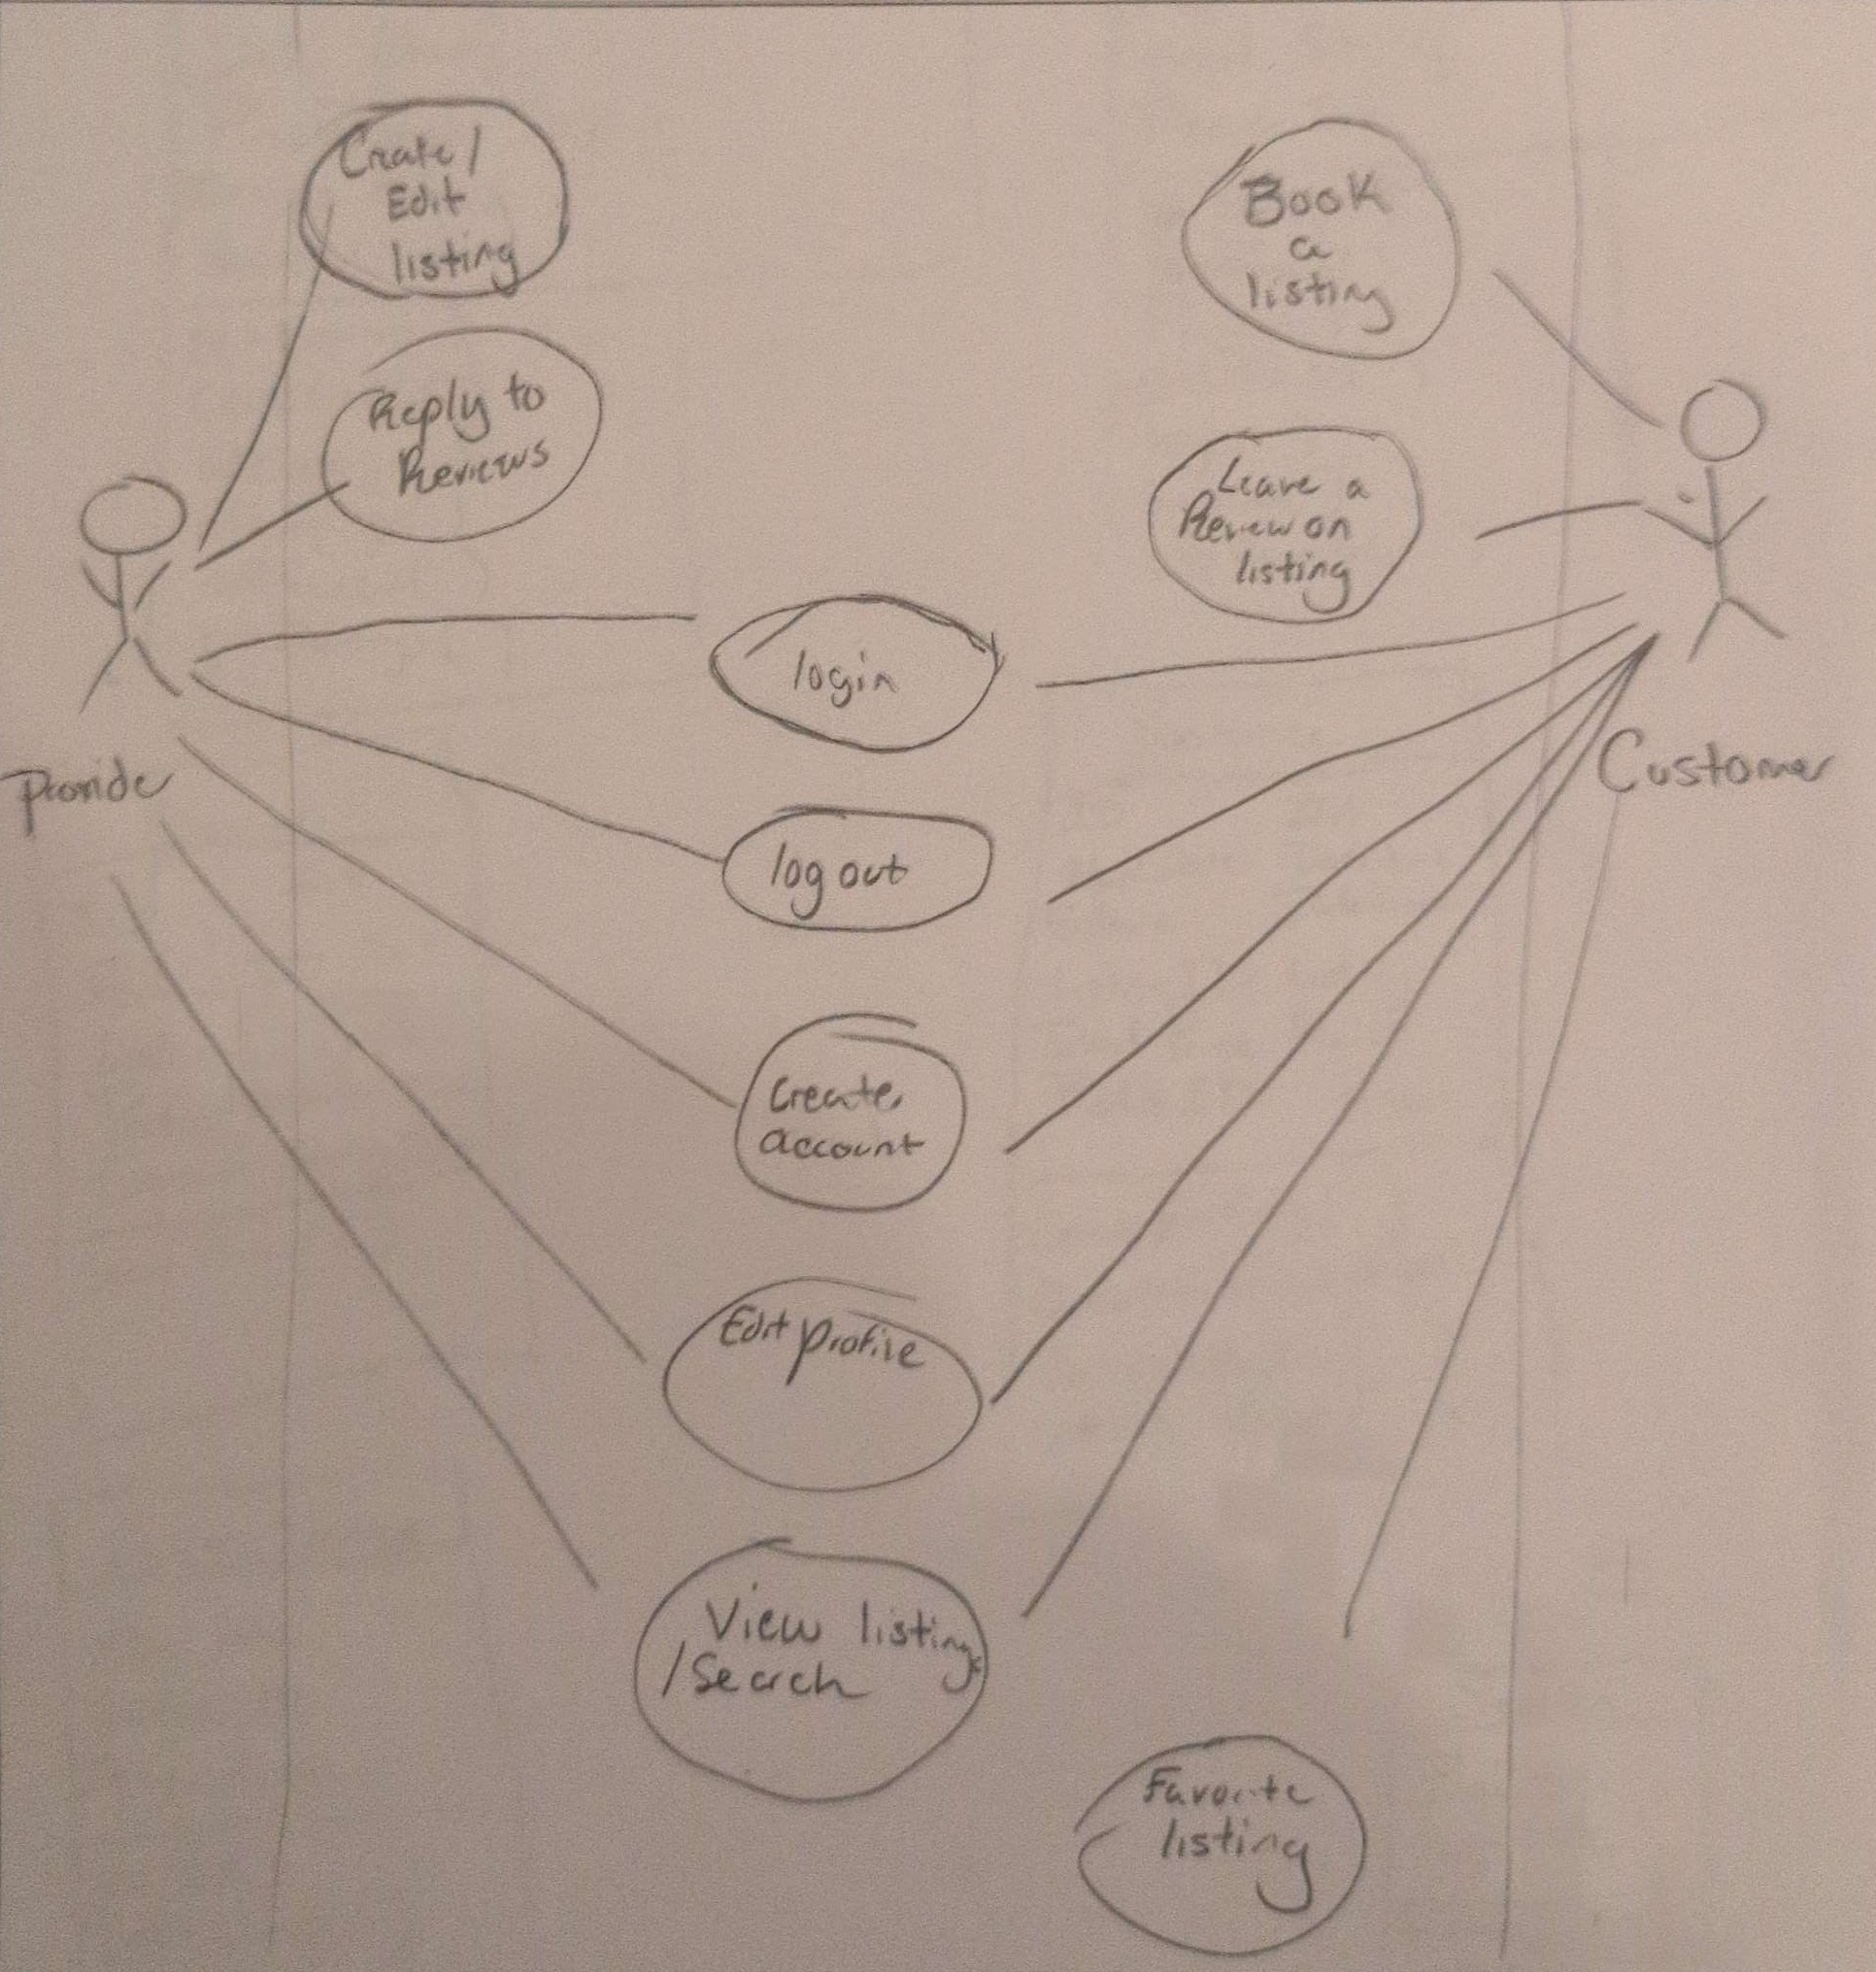 Create/
Edit
listing
Book
a
listing
Reply to
Reviews
Leave a
Review on
listing
login
Provider
Customer
log out
Create
account
Edit profile
View listings
/Search
Favorite
listing